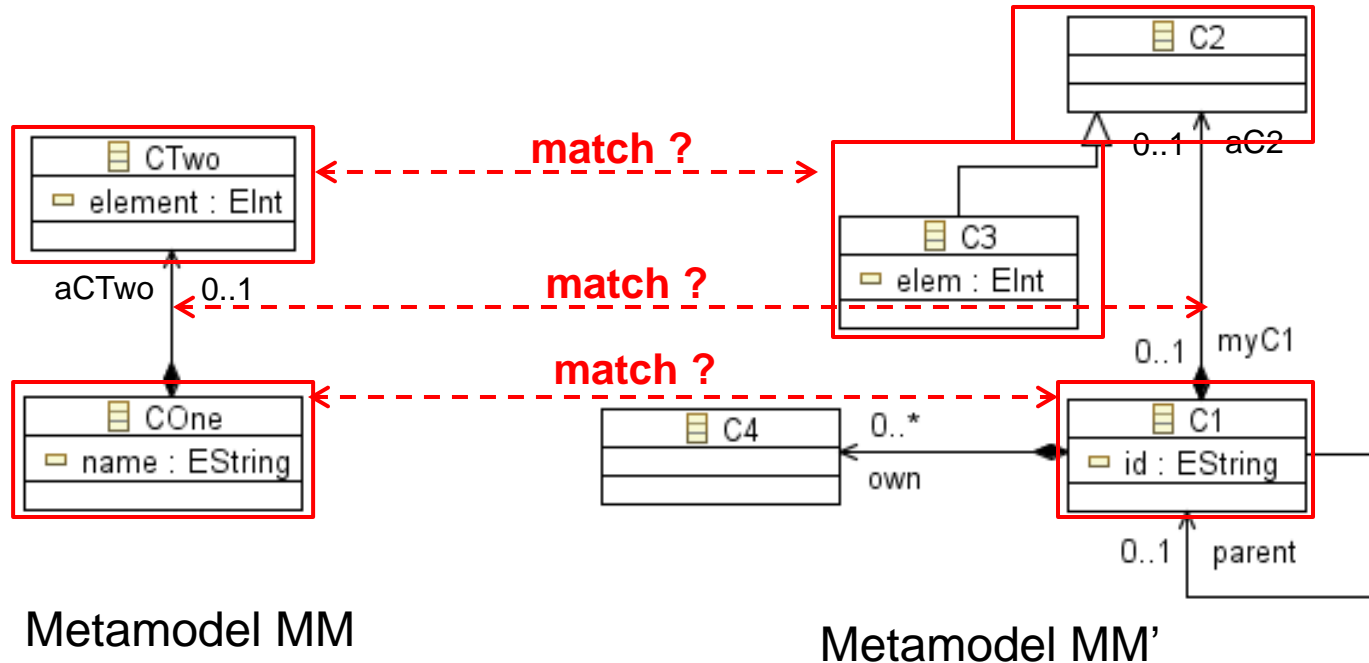 C2
0..1
aC2
match ?
CTwo
element : EInt
C3
elem : EInt
aCTwo
0..1
match ?
0..1
myC1
match ?
COne
name : EString
C4
0..*
own
C1
id : EString
0..1
parent
Metamodel MM
Metamodel MM’